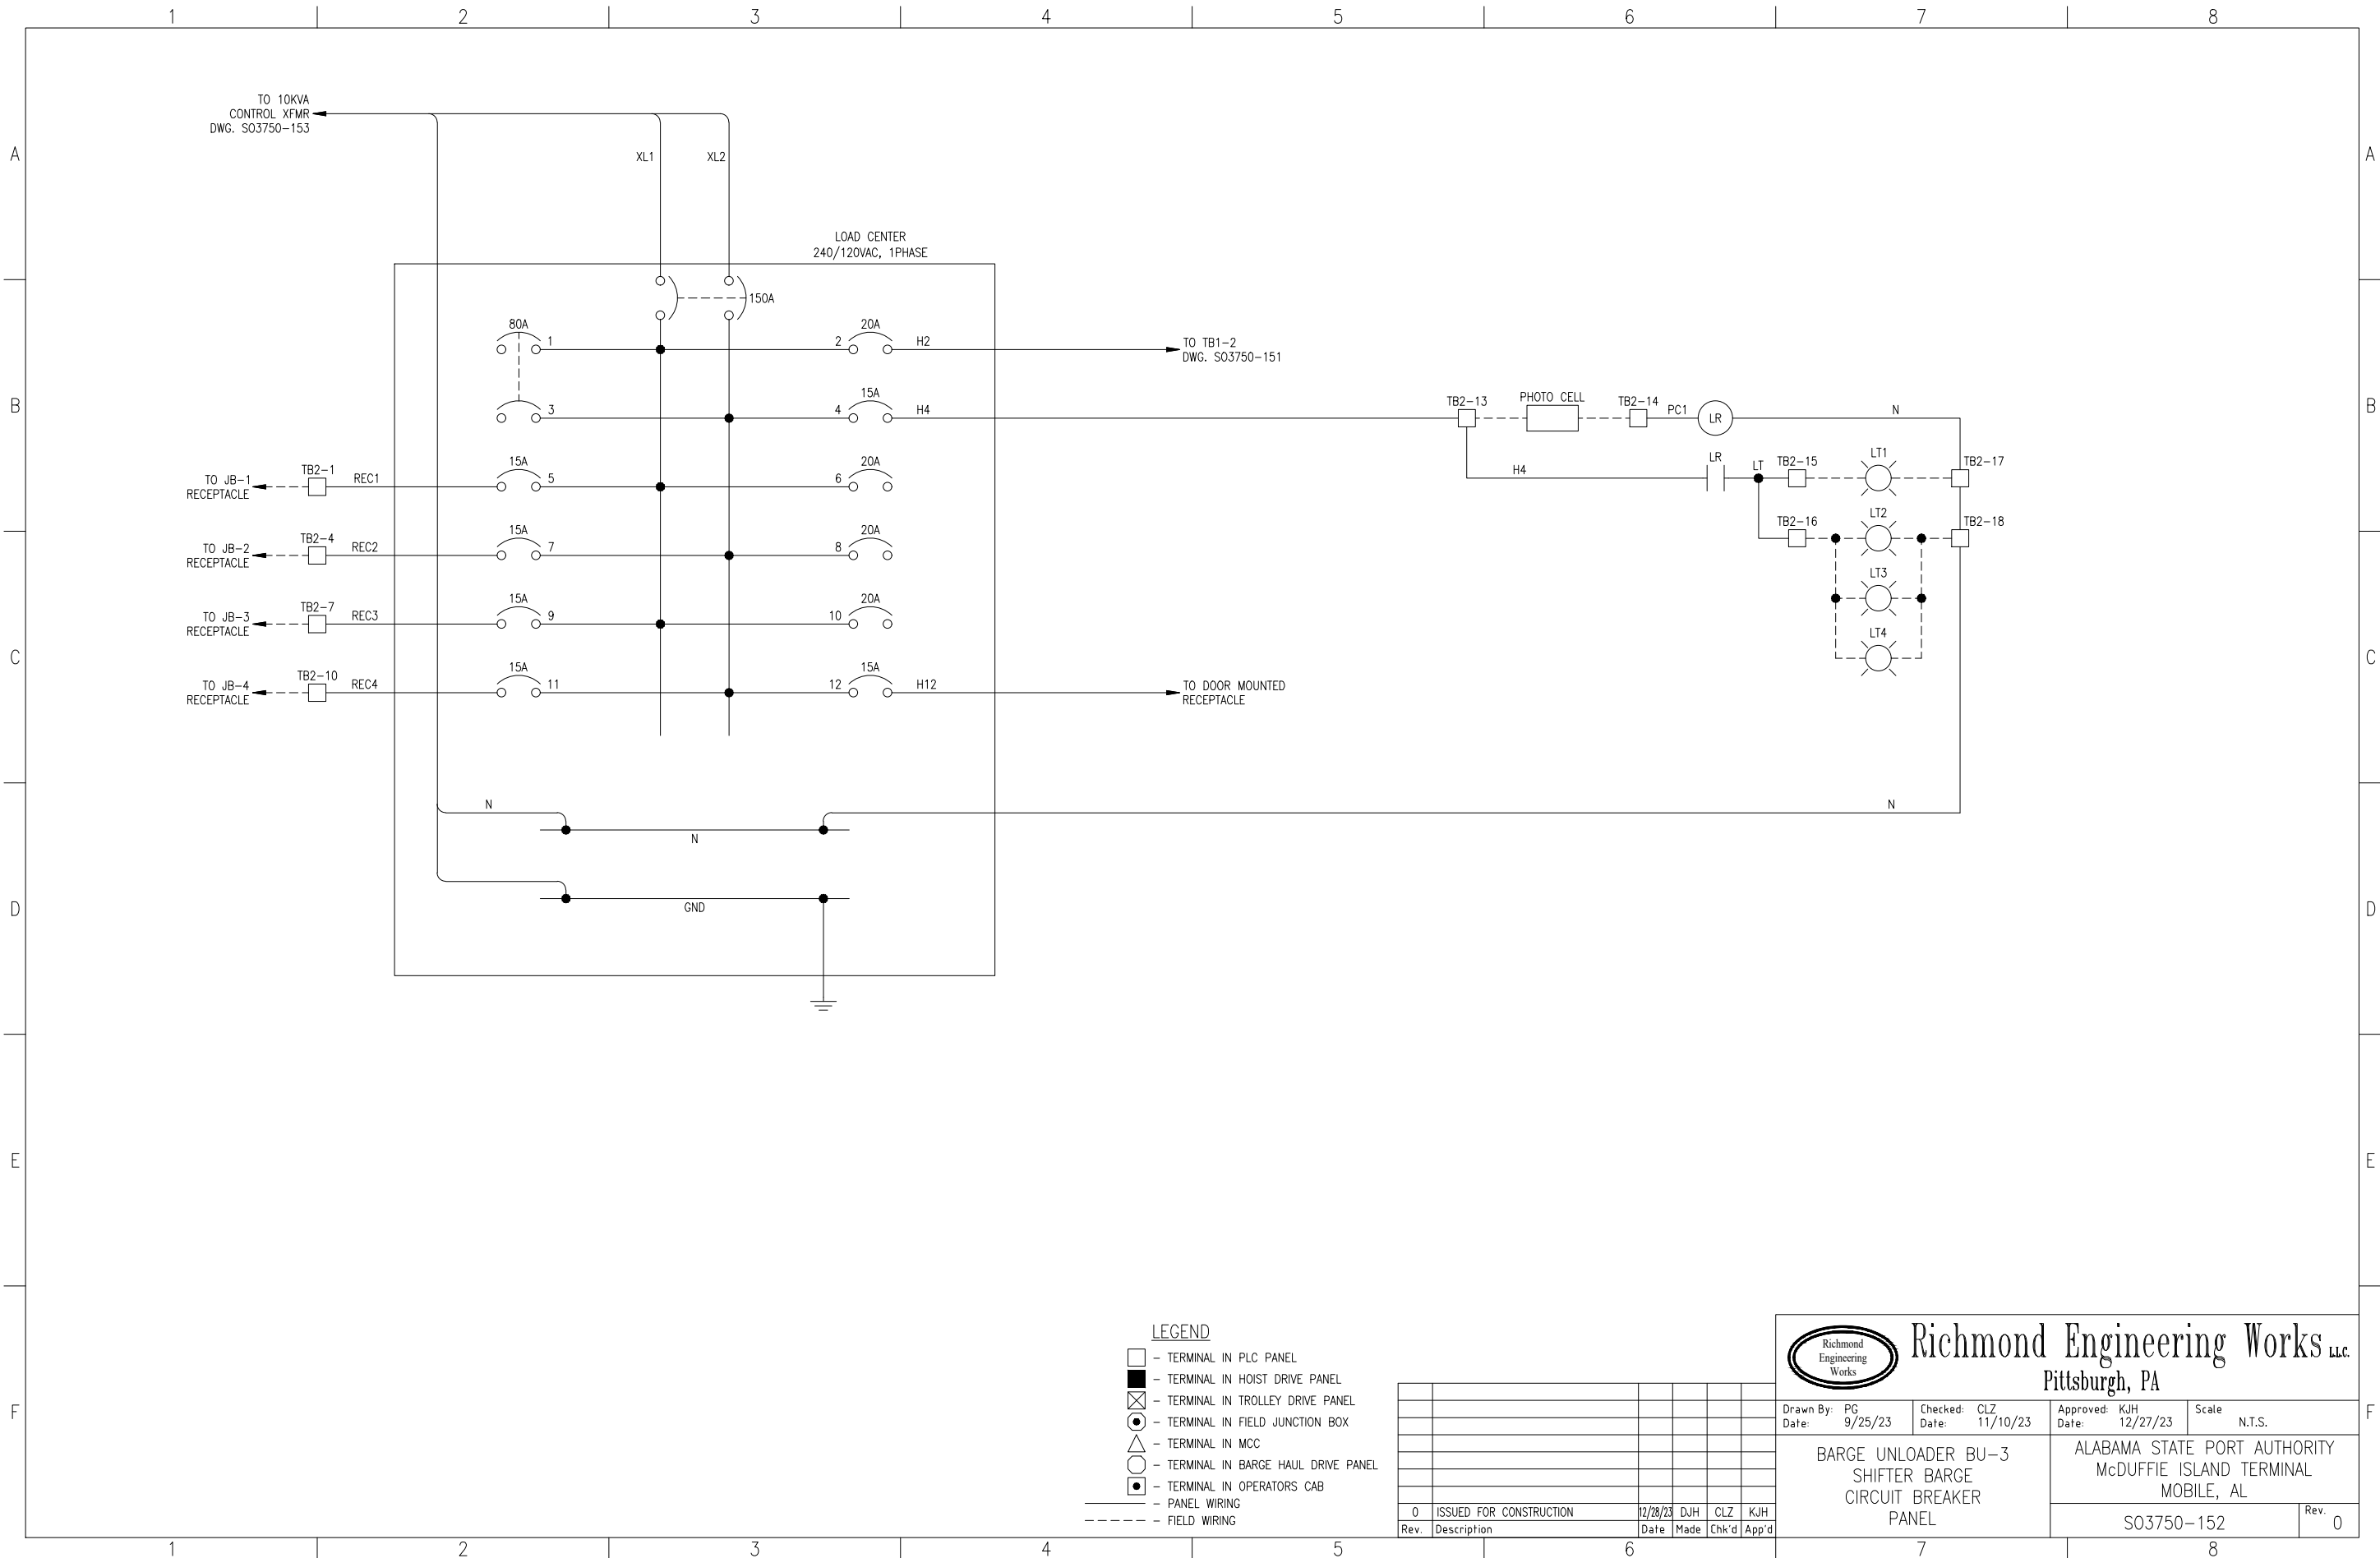 1 2 3 4 5 6 7 8
A A
TO 10KVA
CONTROL XFMR
DWG. SO3750-153
XL1 XL2
LOAD CENTER
240/120VAC, 1PHASE
150A
80A
1
2
20A
H2
TO TB1-2
DWG. SO3750-151
B B
3
4
15A
H4
TB2-13
PHOTO CELL
TB2-14
PC1
LR
N
TO JB-1
RECEPTACLE
TB2-1
REC1
15A
5
6
20A
H4
LR
LT
TB2-15
LT1
TB2-17
TO JB-2
RECEPTACLE
TB2-4
REC2
15A
7
8
20A
TB2-16
LT2
TB2-18
TO JB-3
RECEPTACLE
TB2-7
REC3
15A
9
10
20A
LT3
C C
TO JB-4
RECEPTACLE
TB2-10
REC4
15A
11
12
15A
H12
TO DOOR MOUNTED
RECEPTACLE
LT4
N
N
N
D D
GND
E E
F F
LEGEND
- TERMINAL IN PLC PANEL
- TERMINAL IN HOIST DRIVE PANEL
- TERMINAL IN TROLLEY DRIVE PANEL
- TERMINAL IN FIELD JUNCTION BOX
- TERMINAL IN MCC
- TERMINAL IN BARGE HAUL DRIVE PANEL
- TERMINAL IN OPERATORS CAB
- PANEL WIRING
- FIELD WIRING
0 ISSUED FOR CONSTRUCTION 12/28/23 DJH CLZ KJH
Rev. Description Date Made Chk'd App'd
Richmond
Engineering
Works
Richmond Engineering Works L.L.C.
Pittsburgh, PA
Drawn By: PG
Date: 9/25/23
Checked: CLZ
Date: 11/10/23
Approved: KJH
Date: 12/27/23
Scale
N.T.S.
BARGE UNLOADER BU-3
SHIFTER BARGE
CIRCUIT BREAKER
PANEL
ALABAMA STATE PORT AUTHORITY
McDUFFIE ISLAND TERMINAL
MOBILE, AL
SO3750-152
Rev.
0
1 2 3 4 5 6 7 8